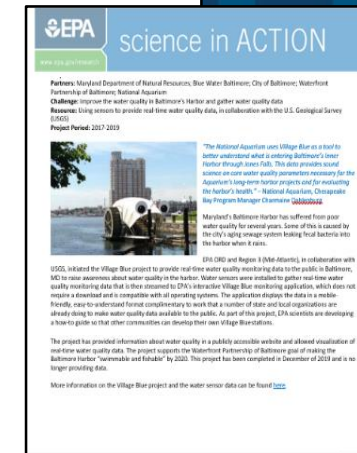 EPA
science in ACTION
www.epa.gov/research
Partners: Maryland Department of Natural Resources; Blue Water Baltimore; City of Baltimore; Waterfront
Partnership of Baltimore; National Aquarium
Challenge: Improve the water quality in Baltimore's Harbor and gather water quality data
Resource: Using sensors to provide real-time water quality data, in collaboration with the U.S. Geological Survey
(USGS)
Project Period: 2017-2019
"The National Aquarium uses Village Blue as a tool to
better understand what is entering Baltimore's Inner
Harbor through Jones Falls. This data provides sound
science on core water quality parameters necessary for the
Aquarium's long-term harbor projects and for evaluating
the harbor's health." – National Aquarium, Chesapeake
Bay Program Manager Charmaine Dahlenburg
Maryland's Baltimore Harbor has suffered from poor
water quality for several years. Some of this is caused by
the city's aging sewage system leaking fecal bacteria into
the harbor when it rains.
EPA ORD and Region 3 (Mid-Atlantic), in collaboration with
USGS, initiated the Village Blue project to provide real-time water quality monitoring data to the public in Baltimore,
MD to raise awareness about water quality in the harbor. Water sensors were installed to gather real-time water
quality monitoring data that is then streamed to EPA's interactive Village Blue monitoring application, which does not
require a download and is compatible with all operating systems. The application displays the data in a mobile-
friendly, easy-to-understand format complimentary to work that a number of state and local organizations are
already doing to make water quality data available to the public. As part of this project, EPA scientists are developing
a how-to guide so that other communities can develop their own Village Blue stations.
The project has provided information about water quality in a publicly accessible website and allowed visualization of
real-time water quality data. The project supports the Waterfront Partnership of Baltimore goal of making the
Baltimore Harbor "swimmable and fishable" by 2020. This project has been completed in December of 2019 and is no
longer providing data.
More information on the Village Blue project and the water sensor data can be found here